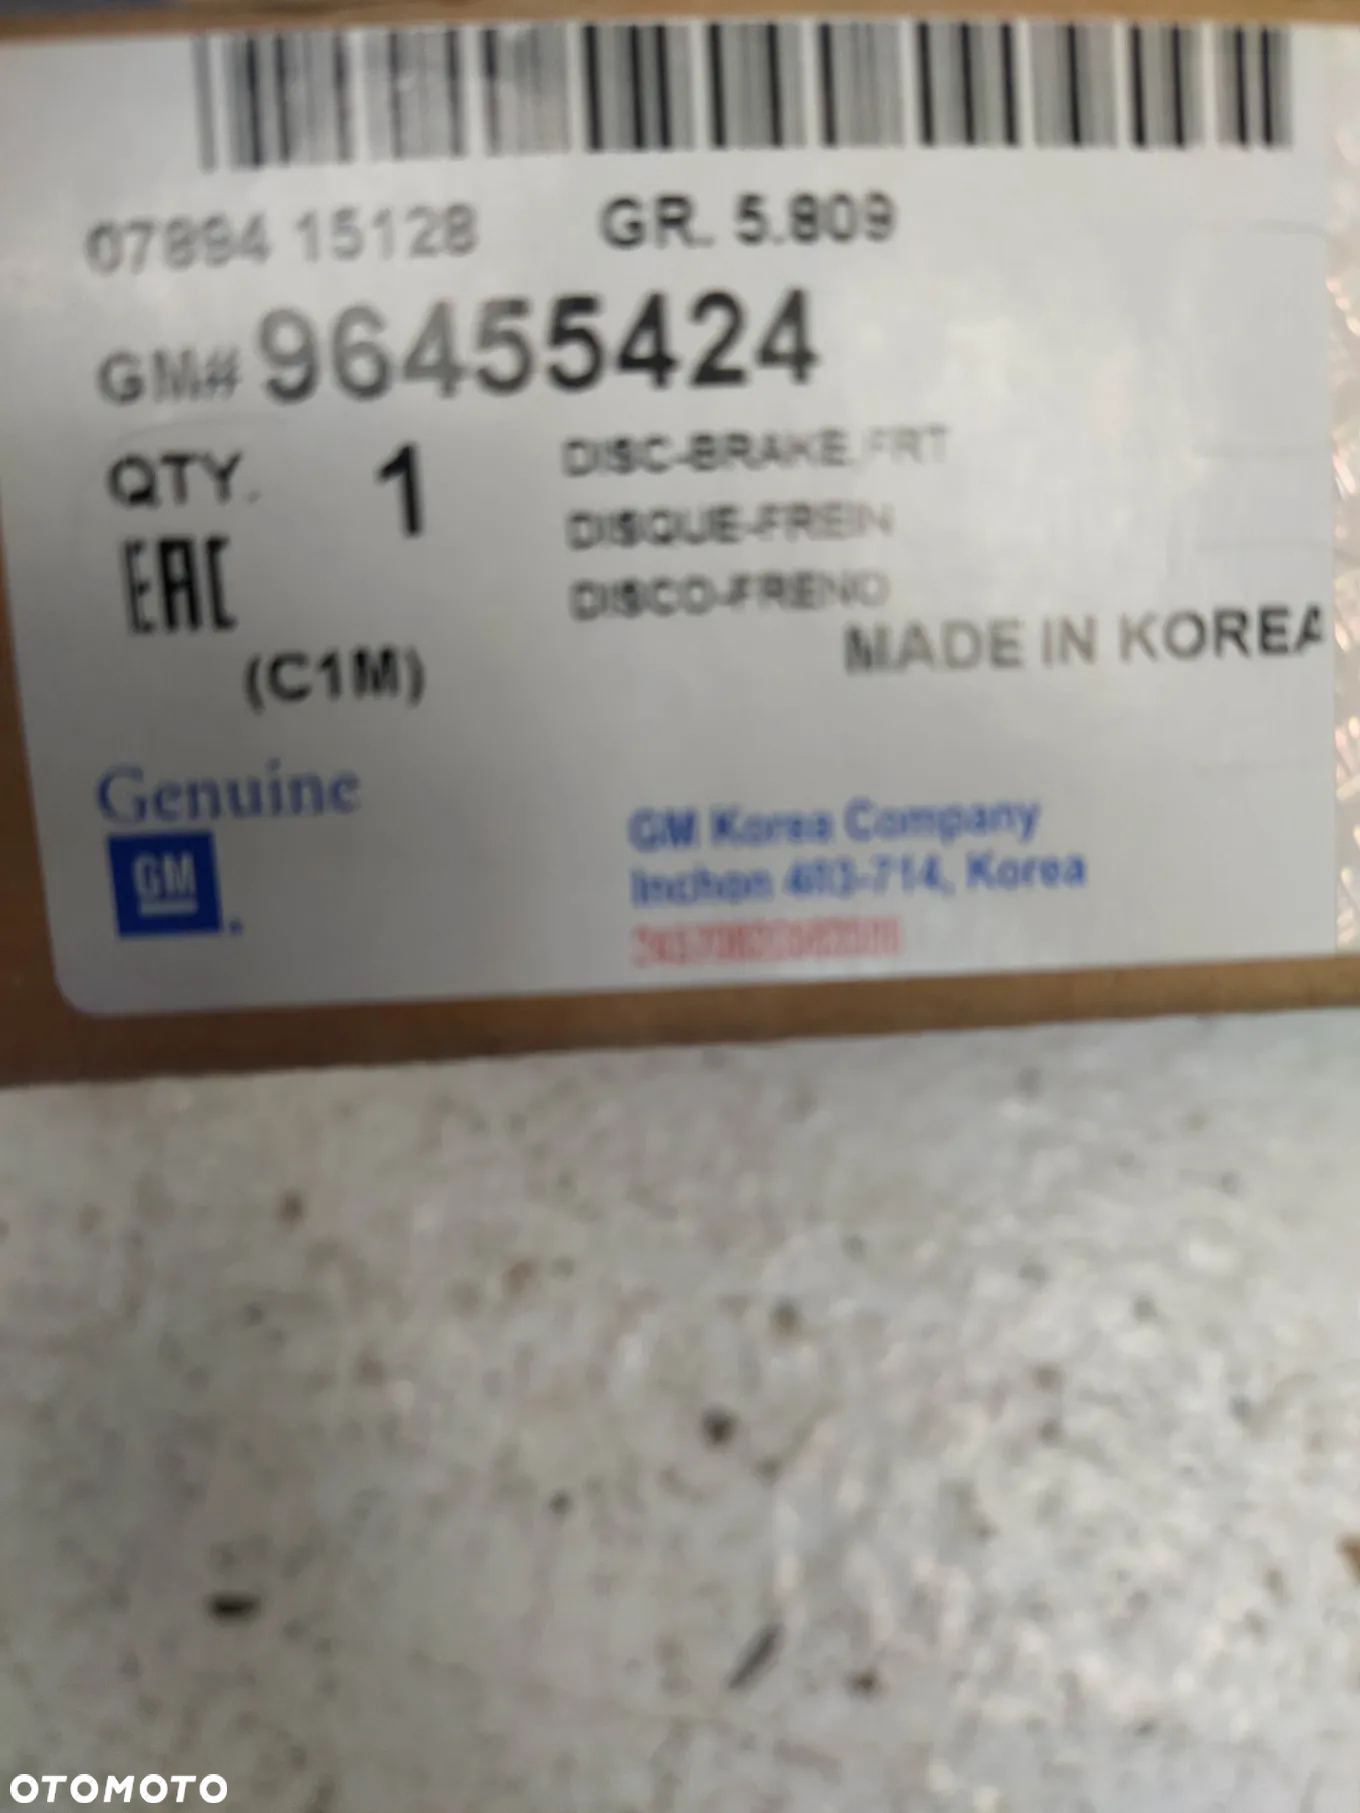 07894 15128 GR. 5.809
GM# 96455424
QTY. 1
DISC-BRAKE,FRT
DISQUE-FREIN
DISCO-FRENO
EAC
(C1M)
MADE IN KOREA
Genuine
GM
GM Korea Company
Inchon 403-714, Korea
OTOMOTO